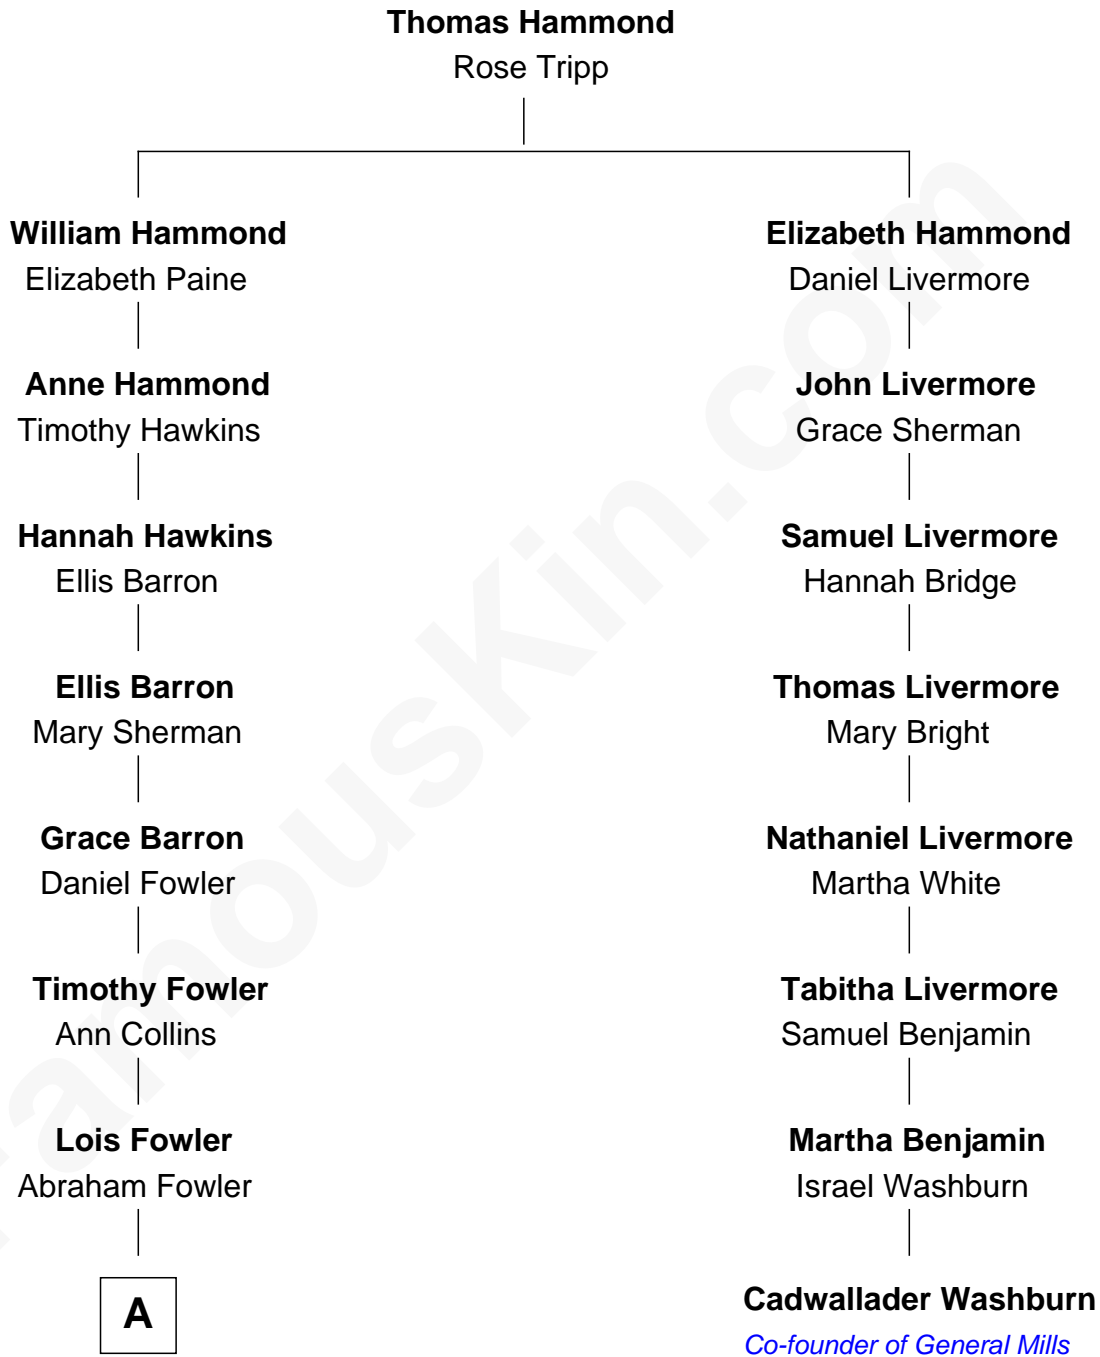 Thomas Hammond
Rose Tripp
William Hammond
Elizabeth Paine
Anne Hammond
Timothy Hawkins
Hannah Hawkins
Ellis Barron
Ellis Barron
Mary Sherman
Grace Barron
Daniel Fowler
Timothy Fowler
Ann Collins
Lois Fowler
Abraham Fowler
A
Elizabeth Hammond
Daniel Livermore
John Livermore
Grace Sherman
Samuel Livermore
Hannah Bridge
Thomas Livermore
Mary Bright
Nathaniel Livermore
Martha White
Tabitha Livermore
Samuel Benjamin
Martha Benjamin
Israel Washburn
Cadwallader Washburn
Co-founder of General Mills
FamousKin.com